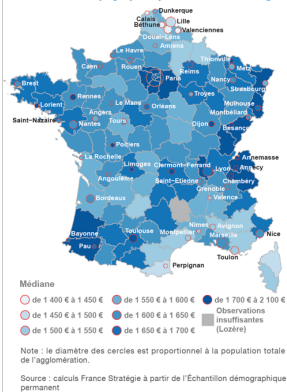 Dunkerque
Calais
Lille
Béthune
Valenciennes
Douai-Lens
Amiens
Le Havre
Rouen
Thionville
Caen
Reims
Metz
Paris
Nancy
Strasbourg
Brest
Troyes
Rennes
Mulhouse
Lorient
Le Mans
Orléans
Montbéliard
Angers
Saint-Nazaire
Tours
Dijon
Besançon
Nantes
Poitiers
La Rochelle
Annemasse
Limoges
Clermont-Ferrand
Annecy
Lyon
Angoulême
Saint-Etienne
Chambéry
Grenoble
Bordeaux
Valence
Nîmes
Avignon
Nice
Bayonne
Toulouse
Montpellier
Marseille
Pau
Toulon
Perpignan
Médiane
de 1 400 € à 1 450 €
de 1 550 € à 1 600 €
de 1 700 € à 2 100 €
de 1 450 € à 1 500 €
de 1 600 € à 1 650 €
Observations
insuffisantes
(Lozère)
de 1 500 € à 1 550 €
de 1 650 € à 1 700 €
Note : le diamètre des cercles est proportionnel à la population totale
de l'agglomération.
Source : calculs France Stratégie à partir de l'Échantillon démographique
permanent